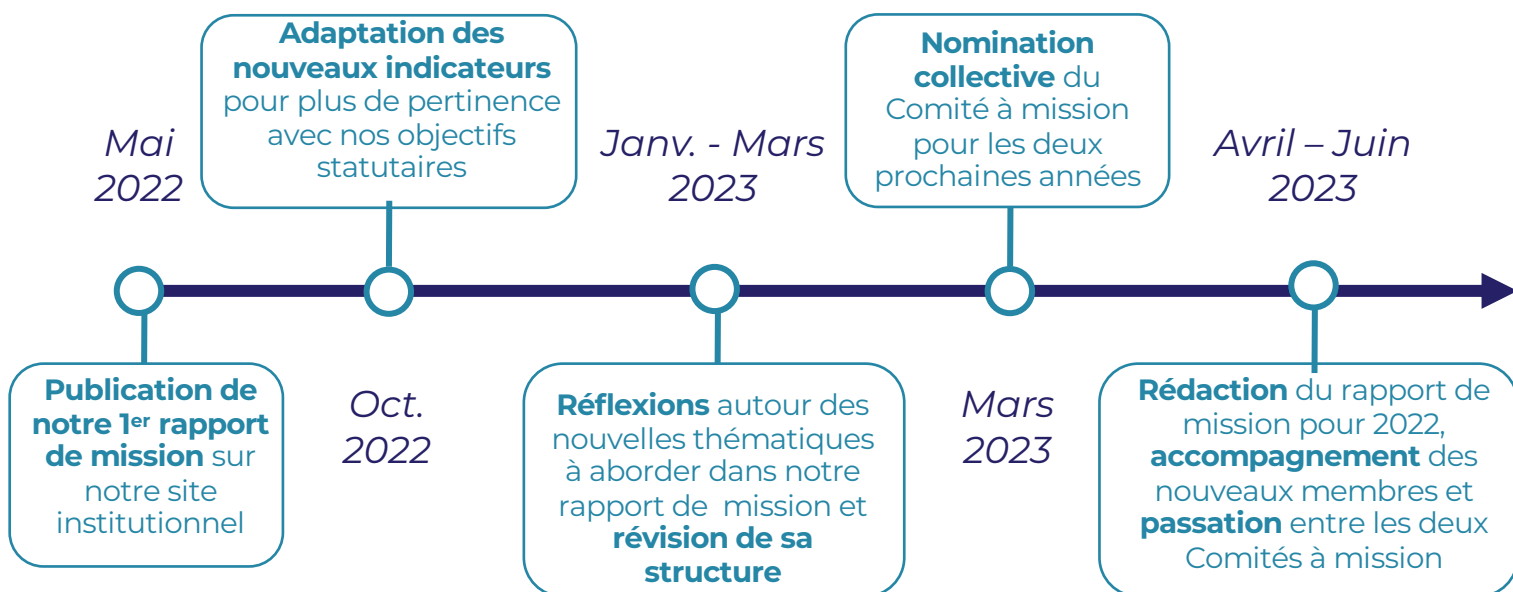 Mai
2022
Publication de
notre 1er rapport
de mission sur
notre site
institutionnel
Adaptation des
nouveaux indicateurs
pour plus de pertinence
avec nos objectifs
statutaires
Oct.
2022
Janv. - Mars
2023
Réflexions autour des
nouvelles thématiques
à aborder dans notre
rapport de mission et
révision de sa
structure
Nomination
collective du
Comité à mission
pour les deux
prochaines années
Mars
2023
Avril – Juin
2023
Rédaction du rapport de
mission pour 2022,
accompagnement des
nouveaux membres et
passation entre les deux
Comités à mission